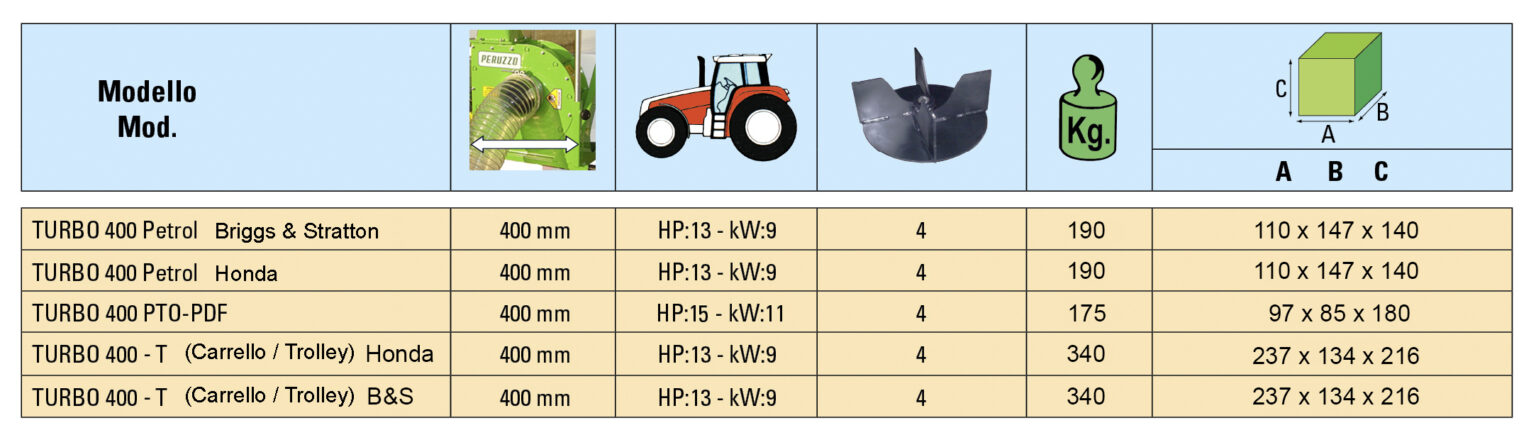 Modello
Mod.
PERUZZO
Kg.
C
B
A
A B C
TURBO 400 Petrol Briggs & Stratton 400 mm HP:13 - kW:9 4 190 110 x 147 x 140
TURBO 400 Petrol Honda 400 mm HP:13 - kW:9 4 190 110 x 147 x 140
TURBO 400 PTO-PDF 400 mm HP:15 - kW:11 4 175 97 x 85 x 180
TURBO 400 - T (Carrello / Trolley) Honda 400 mm HP:13 - kW:9 4 340 237 x 134 x 216
TURBO 400 - T (Carrello / Trolley) B&S 400 mm HP:13 - kW:9 4 340 237 x 134 x 216